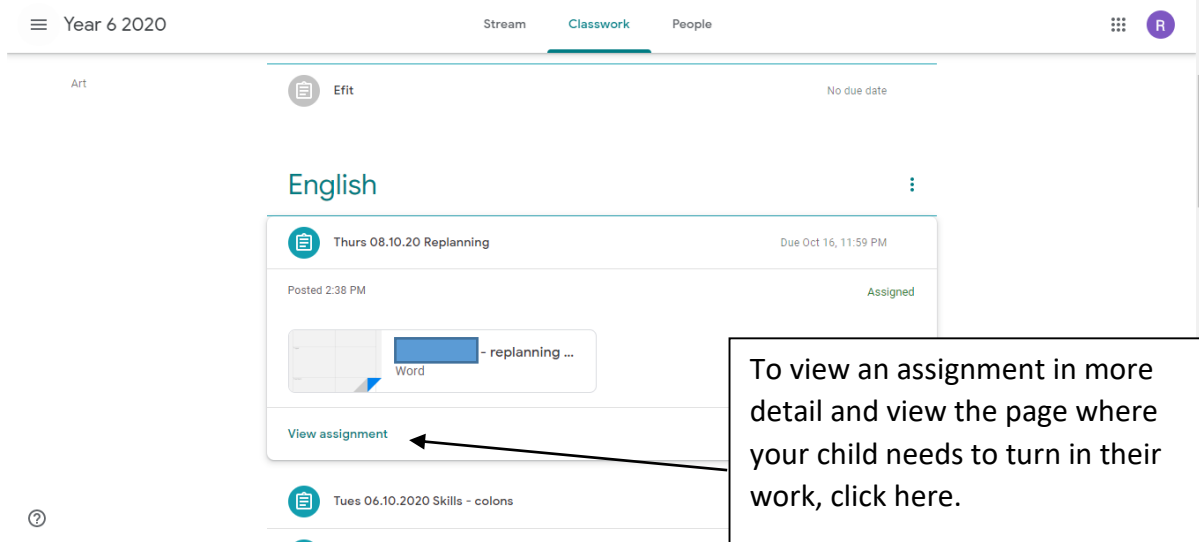 Year 6 2020
Stream Classwork People
R
Art
Efit No due date
English
Thurs 08.10.20 Replanning Due Oct 16, 11:59 PM
Posted 2:38 PM Assigned
- replanning ...
Word
View assignment
To view an assignment in more
detail and view the page where
your child needs to turn in their
work, click here.
Tues 06.10.2020 Skills - colons